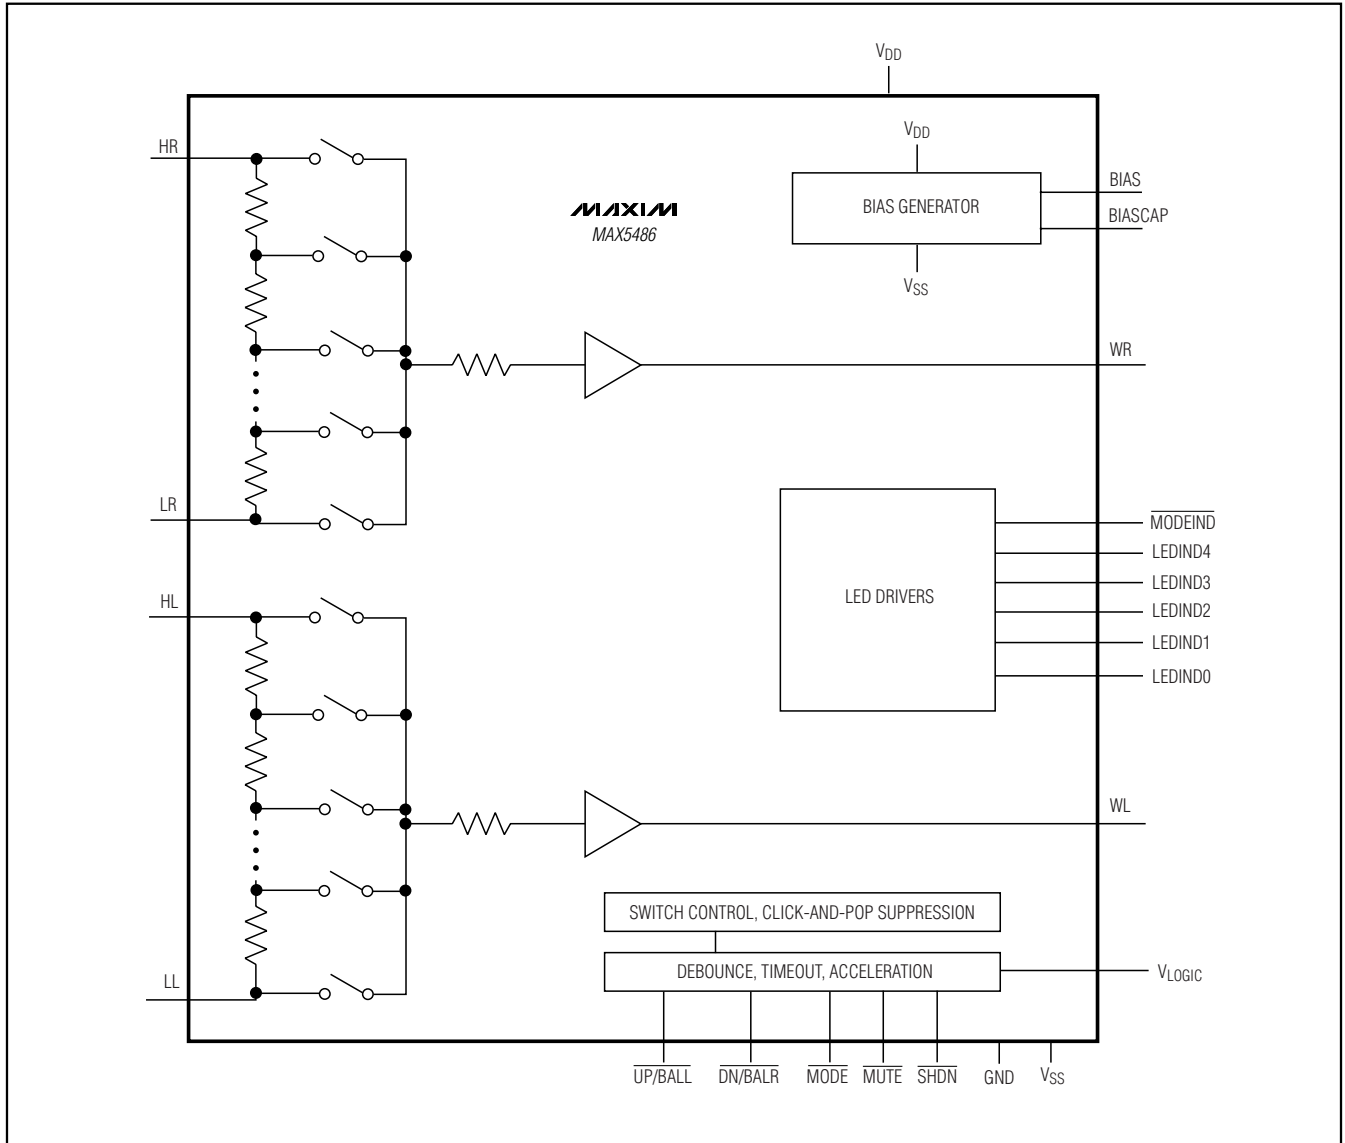 VDD
VDD
HR
MAXIM
MAX5486
BIAS GENERATOR
BIAS
BIASCAP
VSS
WR
LR
MODEIND
LEDIND4
LEDIND3
LED DRIVERS
HL
LEDIND2
LEDIND1
LEDIND0
WL
SWITCH CONTROL, CLICK-AND-POP SUPPRESSION
DEBOUNCE, TIMEOUT, ACCELERATION
LL
VLOGIC
UP/BALL DN/BALR MODE MUTE SHDN GND VSS